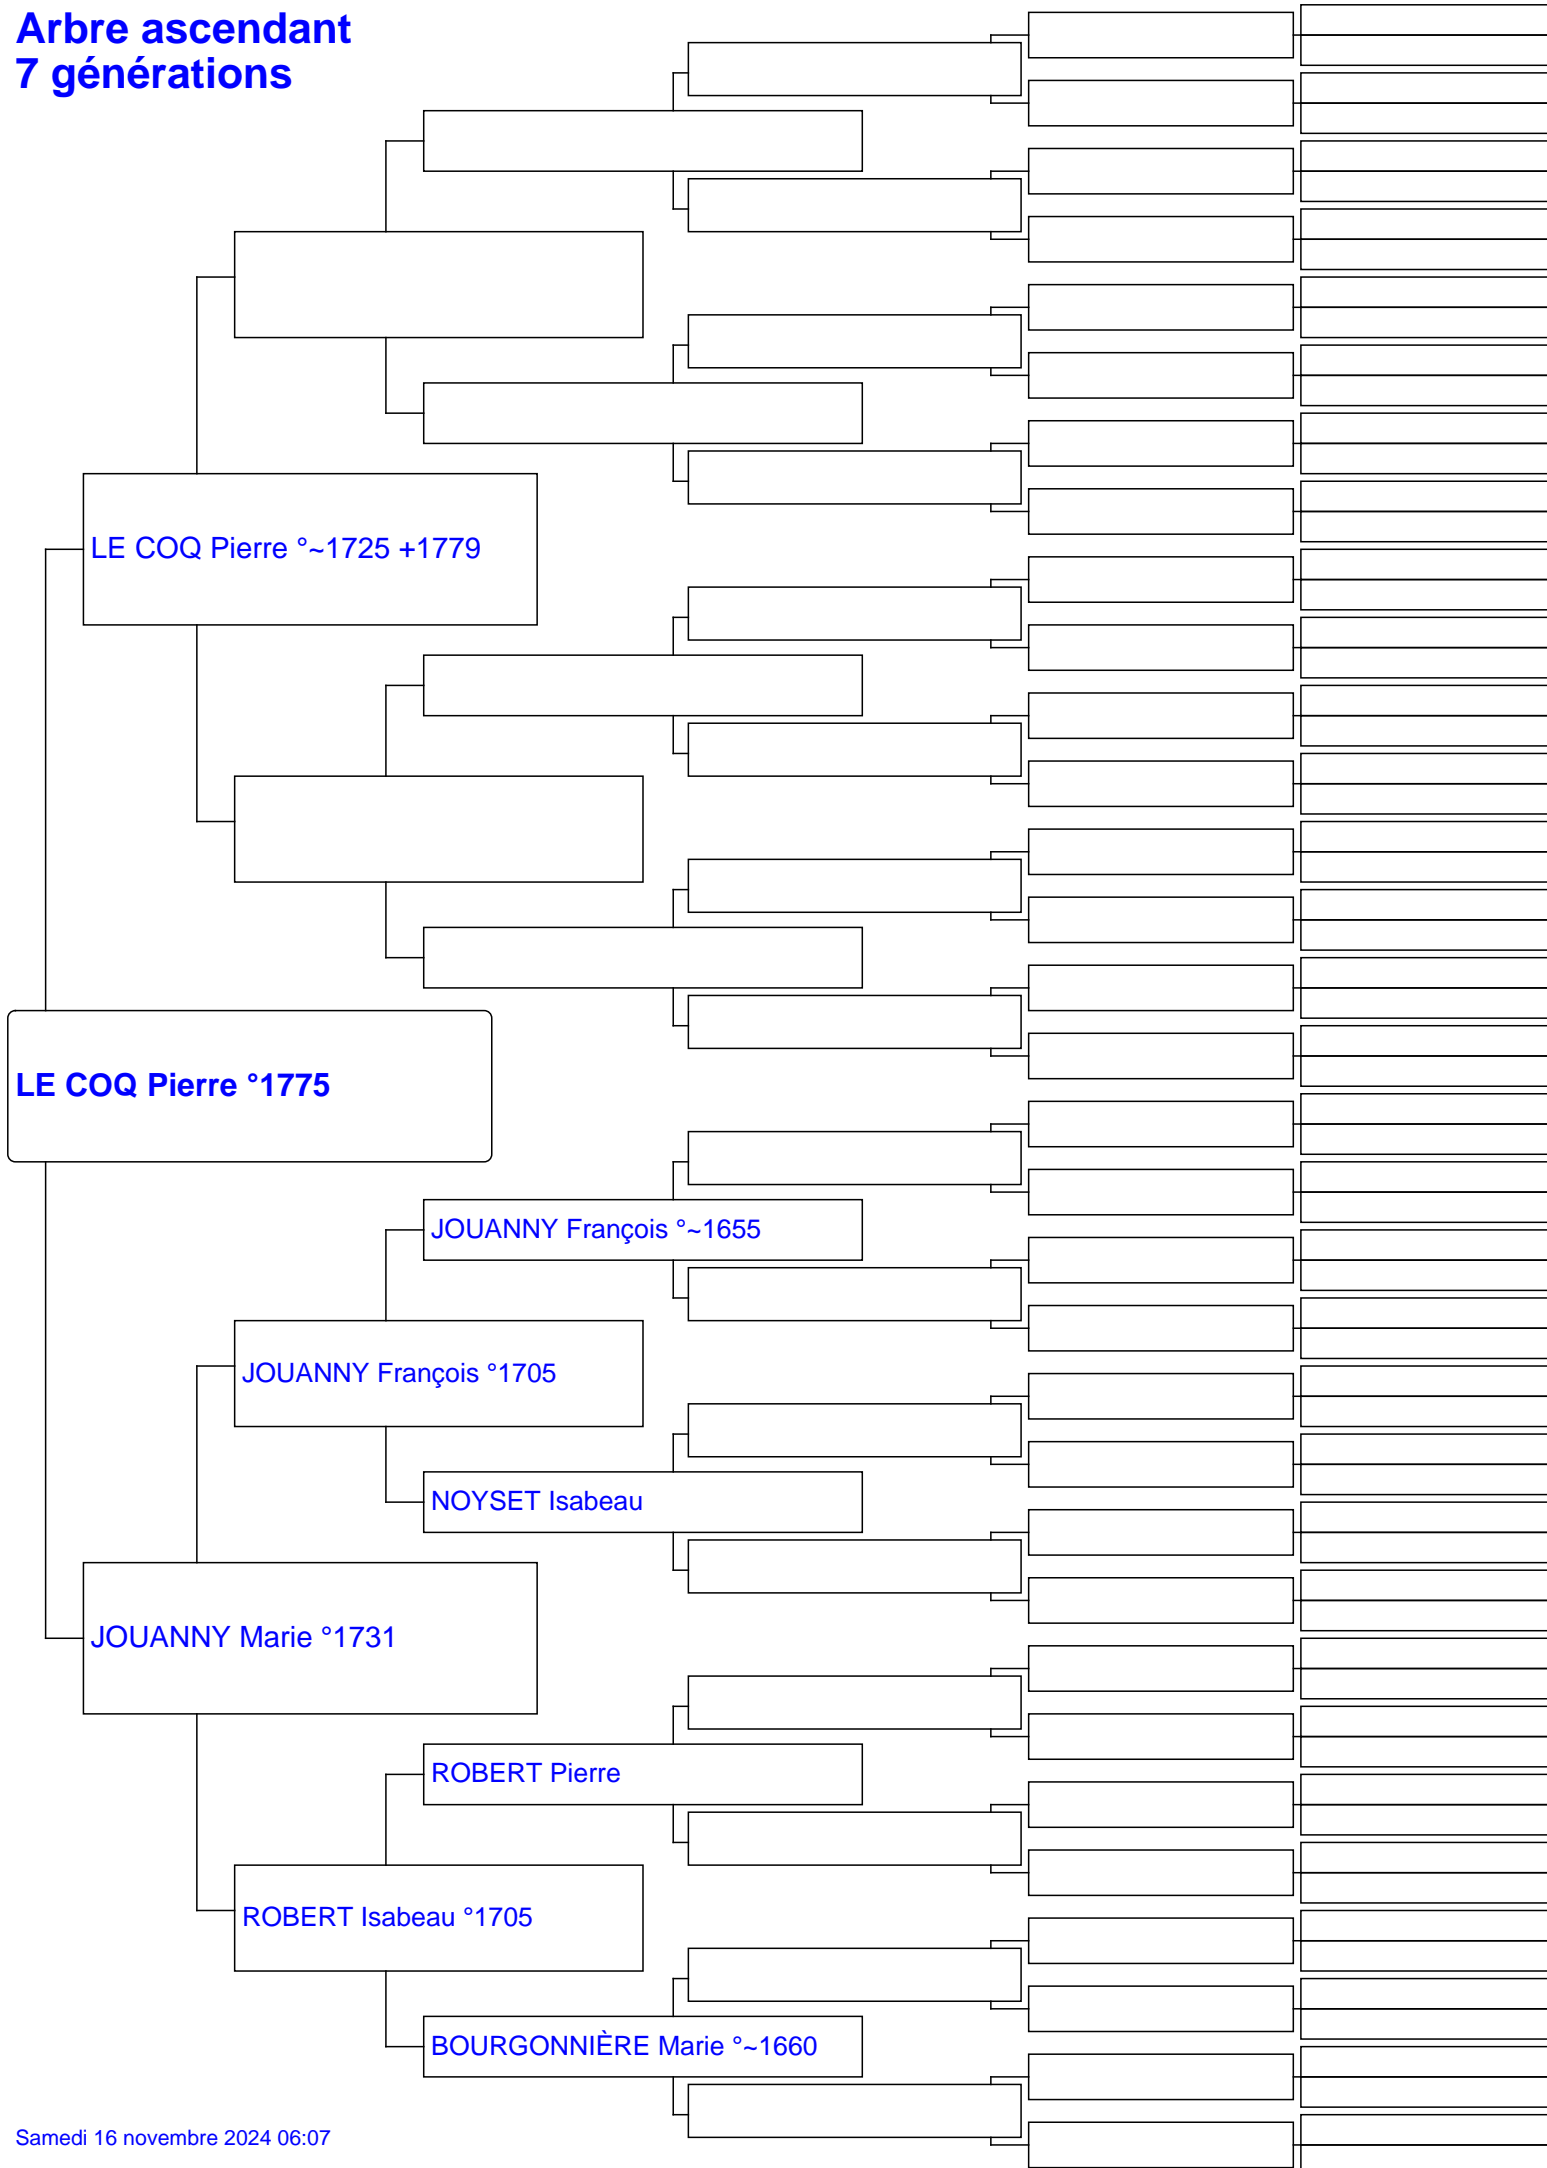 Arbre ascendant
7 générations
LE COQ Pierre °~1725 +1779
LE COQ Pierre °1775
JOUANNY François °~1655
JOUANNY François °1705
NOYSET Isabeau
JOUANNY Marie °1731
ROBERT Pierre
ROBERT Isabeau °1705
BOURGONNIÈRE Marie °~1660
Samedi 16 novembre 2024 06:07